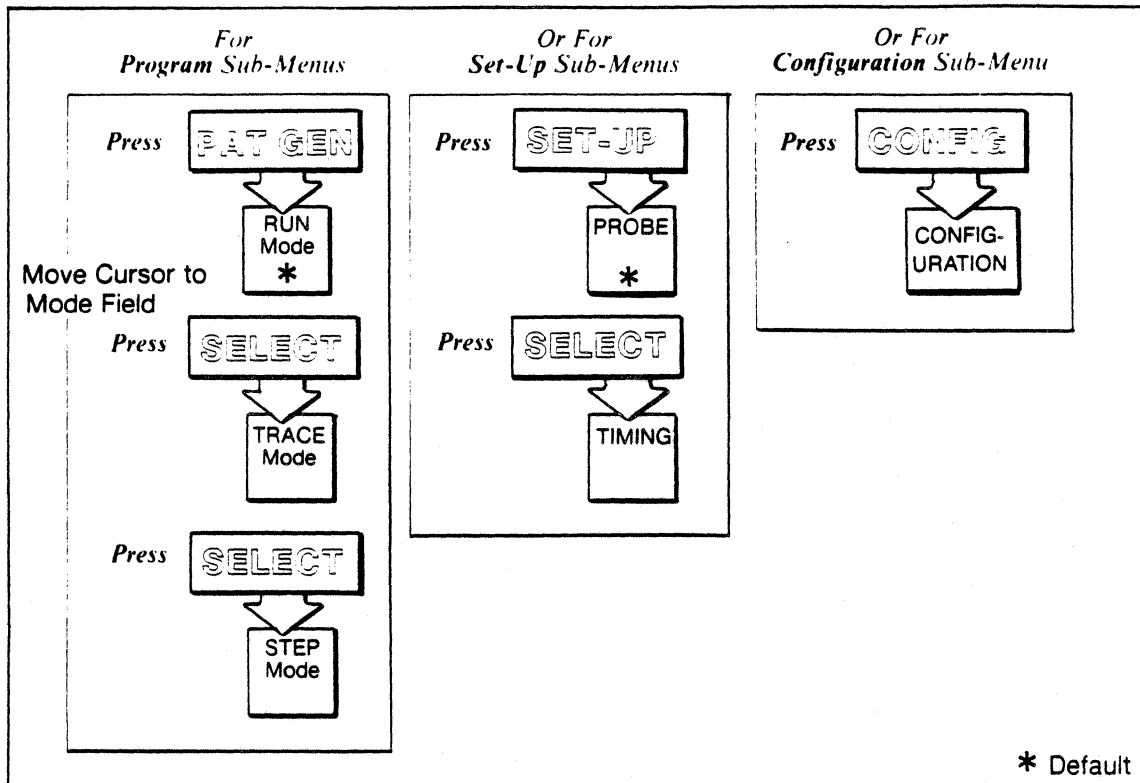 For
Program Sub-Menus
Press
PAT GEN
RUN
Mode
*
Move Cursor to
Mode Field
Press
SELECT
TRACE
Mode
Press
SELECT
STEP
Mode
Or For
Set-Up Sub-Menus
Press
SET-UP
PROBE
*
Press
SELECT
TIMING
Or For
Configuration Sub-Menu
Press
CONFIG
CONFIG-
URATION
* Default